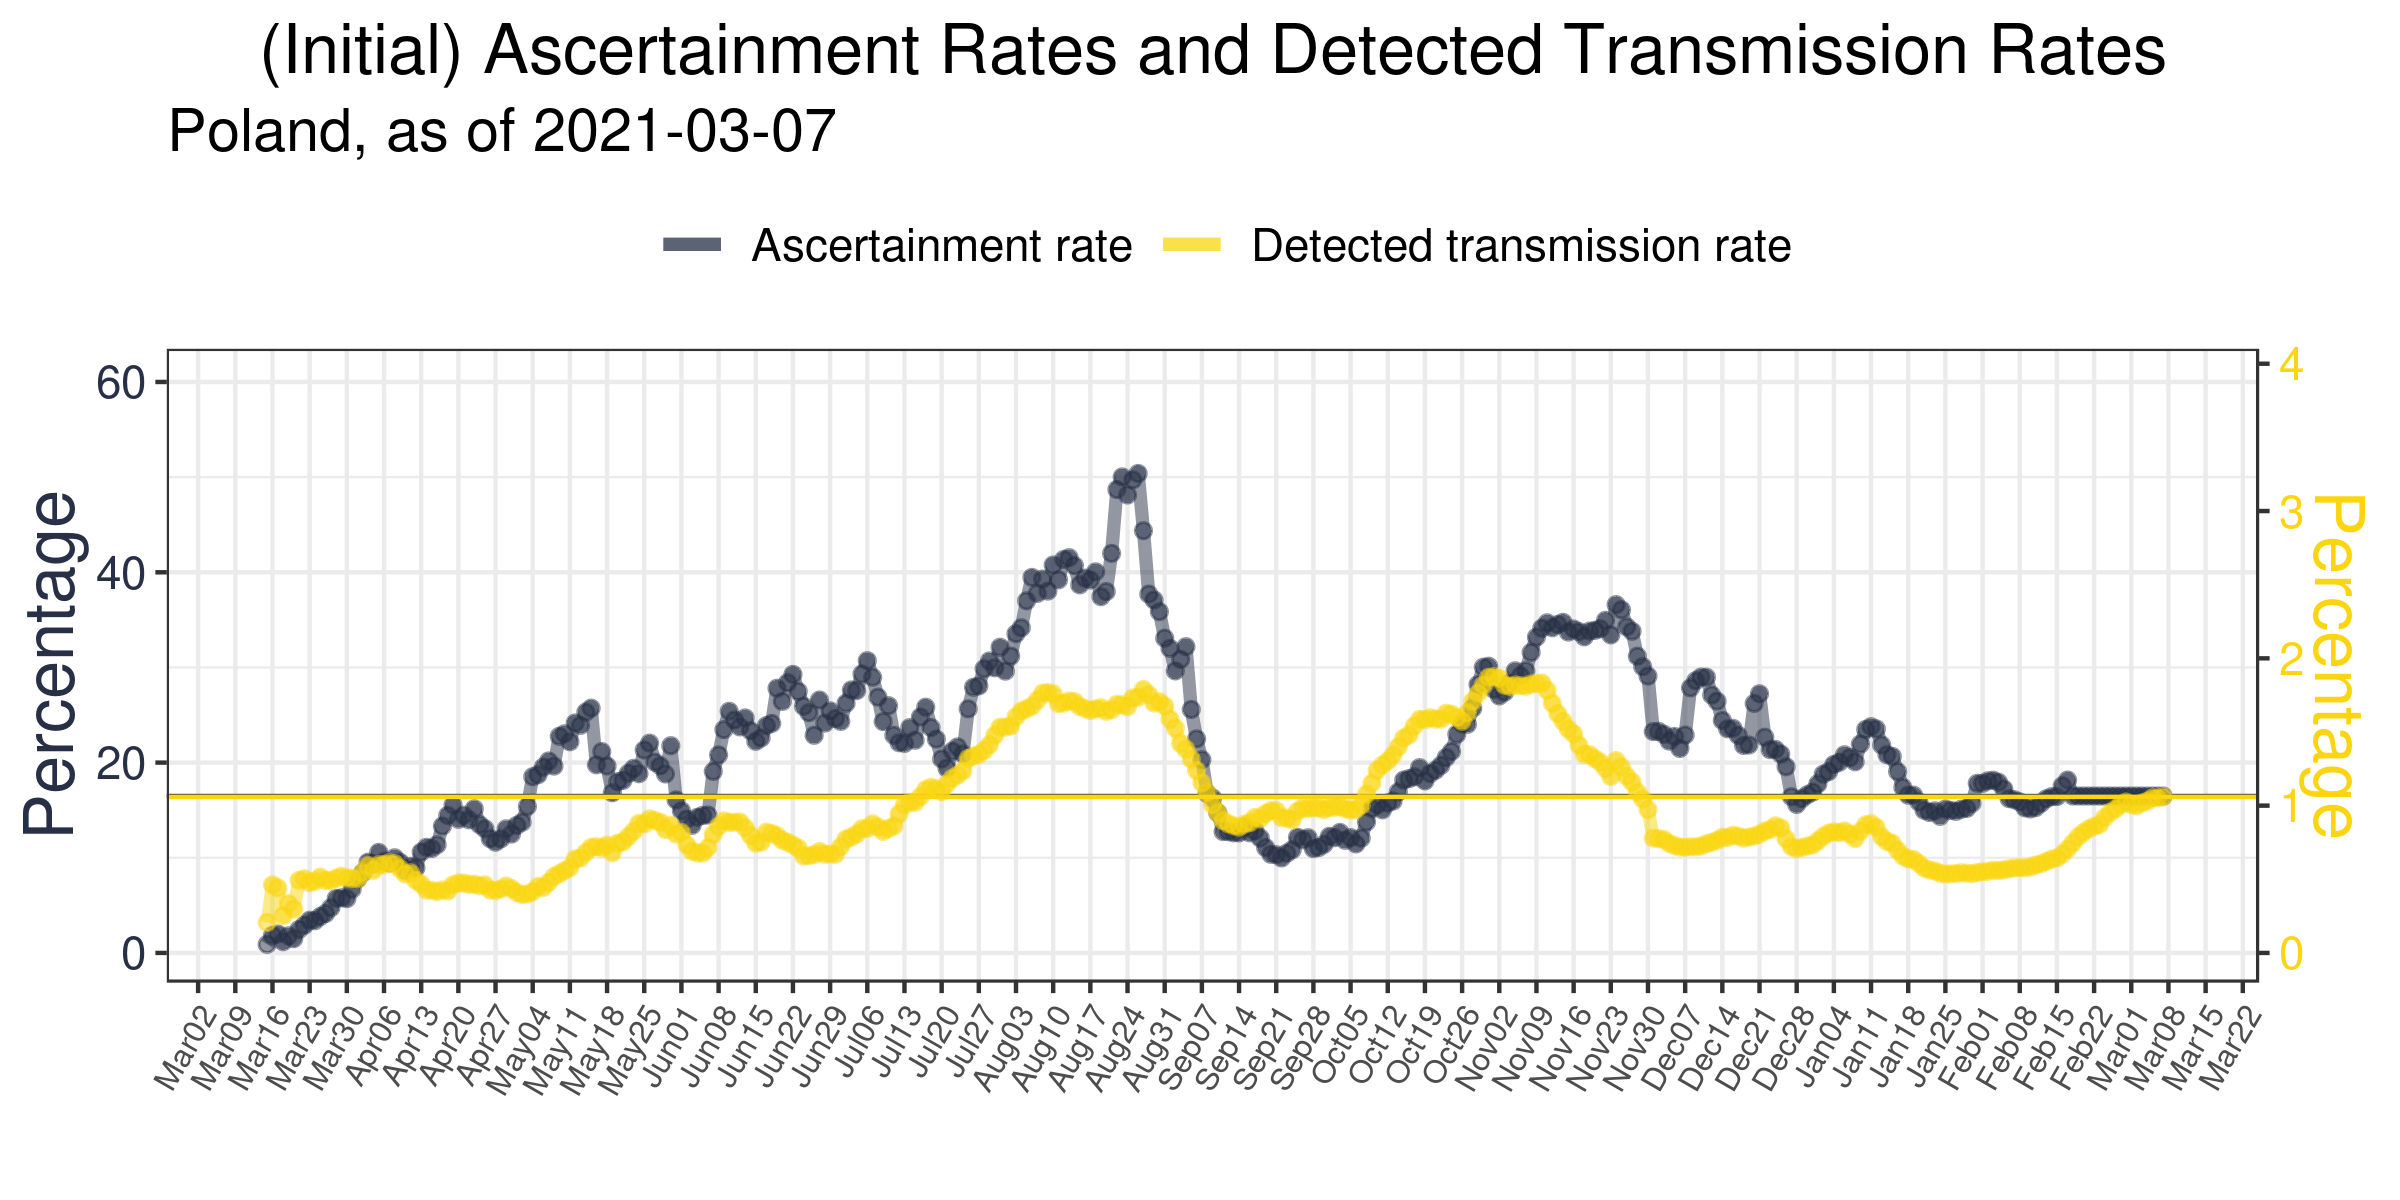 (Initial) Ascertainment Rates and Detected Transmission Rates
Poland, as of 2021-03-07
Ascertainment rate
Detected transmission rate
Percentage
60
40
20
0
4
3
2
1
0
Percentage
Mar02
Mar09
Mar16
Mar23
Mar30
Apr06
Apr13
Apr20
Apr27
May04
May11
May18
May25
Jun01
Jun08
Jun15
Jun22
Jun29
Jul06
Jul13
Jul20
Jul27
Aug03
Aug10
Aug17
Aug24
Aug31
Sep07
Sep14
Sep21
Sep28
Oct05
Oct12
Oct19
Oct26
Nov02
Nov09
Nov16
Nov23
Nov30
Dec07
Dec14
Dec21
Dec28
Dec04
Jan11
Jan18
Jan25
Feb01
Feb08
Feb15
Feb22
Mar01
Mar08
Mar15
Mar22